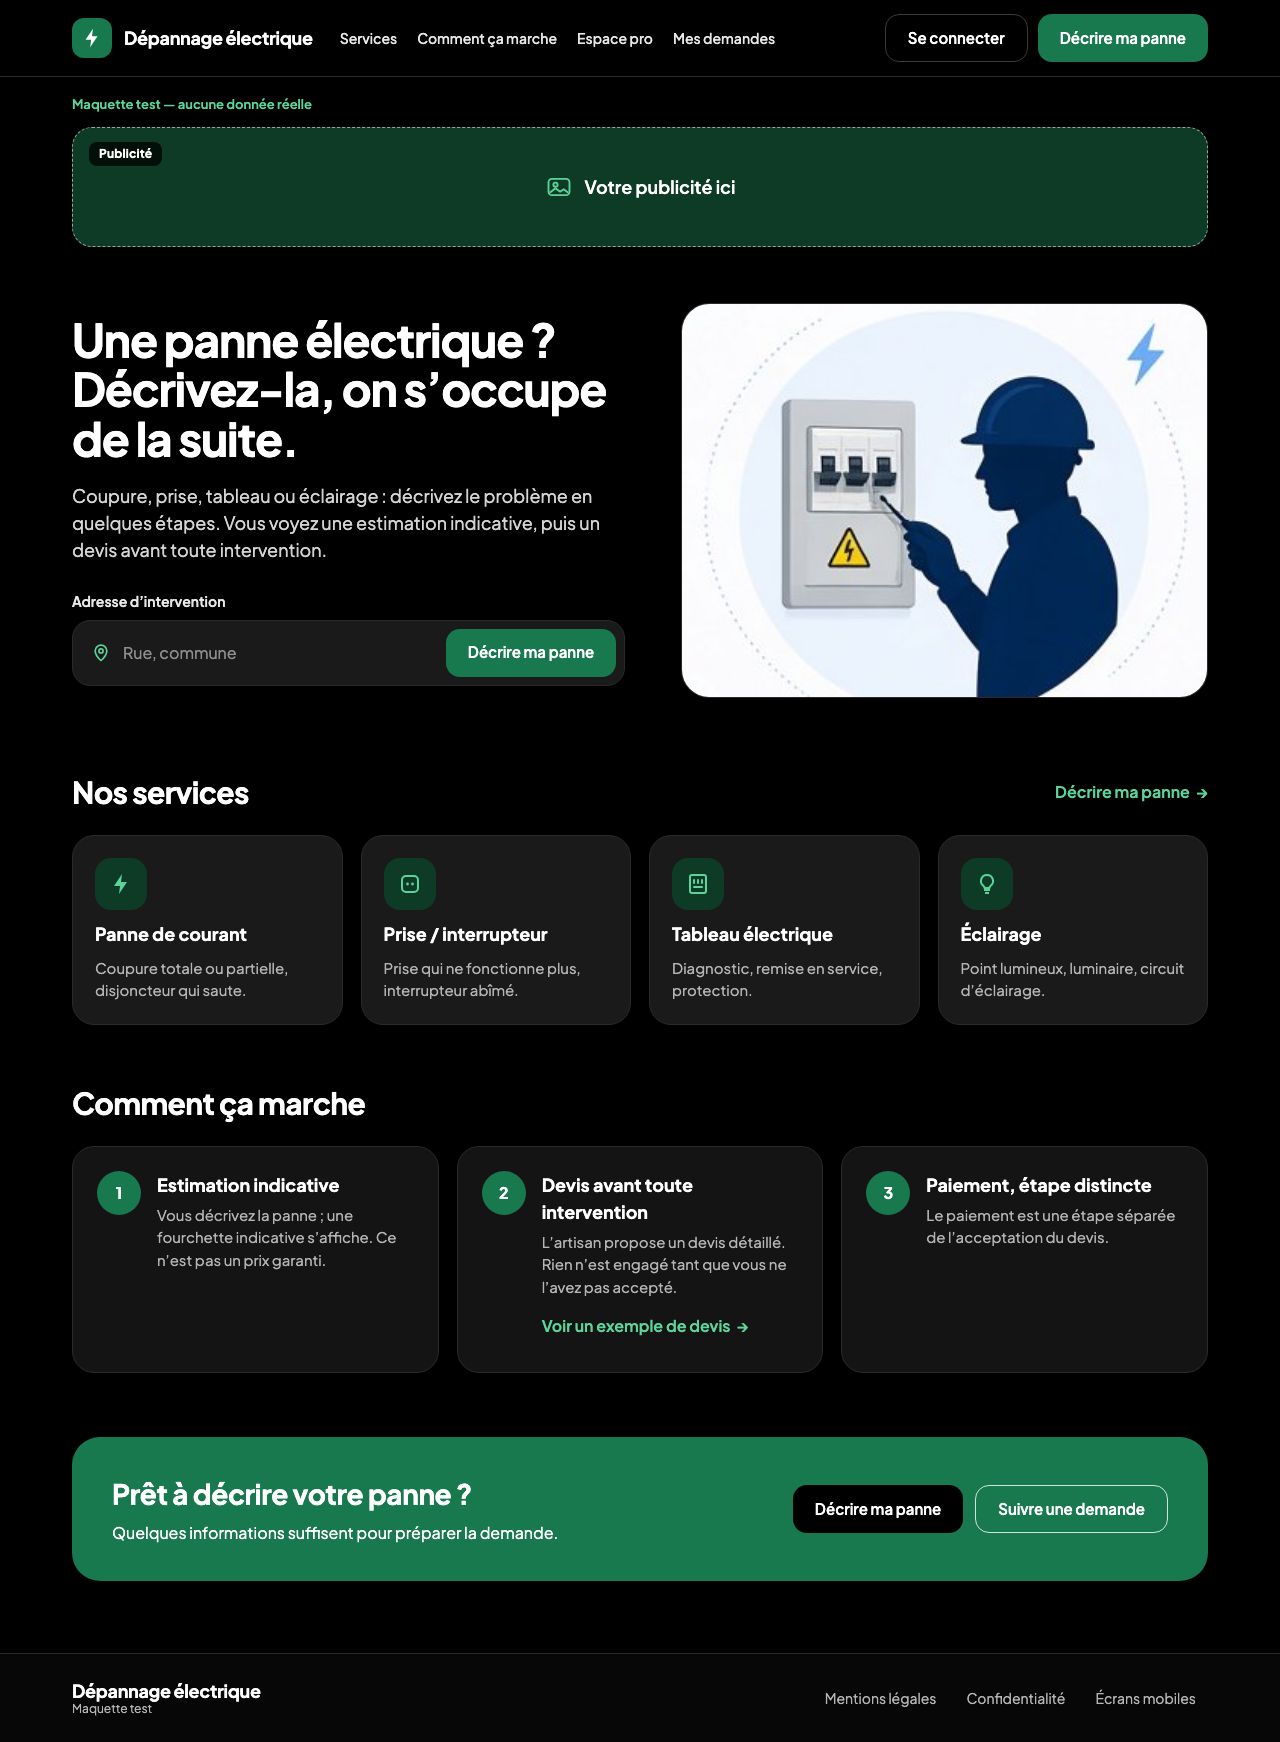 Dépannage électrique
Services
Comment ça marche
Espace pro
Mes demandes
Se connecter
Décrire ma panne
Maquette test — aucune donnée réelle
Publicité
Votre publicité ici
Une panne électrique ?
Décrivez-la, on s’occupe
de la suite.
Coupure, prise, tableau ou éclairage : décrivez le problème en
quelques étapes. Vous voyez une estimation indicative, puis un
devis avant toute intervention.
Adresse d’intervention
Rue, commune
Décrire ma panne
Nos services
Décrire ma panne →
Panne de courant
Coupure totale ou partielle,
disjoncteur qui saute.
Prise / interrupteur
Prise qui ne fonctionne plus,
interrupteur abîmé.
Tableau électrique
Diagnostic, remise en service,
protection.
Éclairage
Point lumineux, luminaire, circuit
d’éclairage.
Comment ça marche
1
Estimation indicative
Vous décrivez la panne ; une
fourchette indicative s’affiche. Ce
n’est pas un prix garanti.
2
Devis avant toute
intervention
L’artisan propose un devis détaillé.
Rien n’est engagé tant que vous ne
l’avez pas accepté.
Voir un exemple de devis →
3
Paiement, étape distincte
Le paiement est une étape séparée
de l’acceptation du devis.
Prêt à décrire votre panne ?
Quelques informations suffisent pour préparer la demande.
Décrire ma panne
Suivre une demande
Dépannage électrique
Maquette test
Mentions légales
Confidentialité
Écrans mobiles